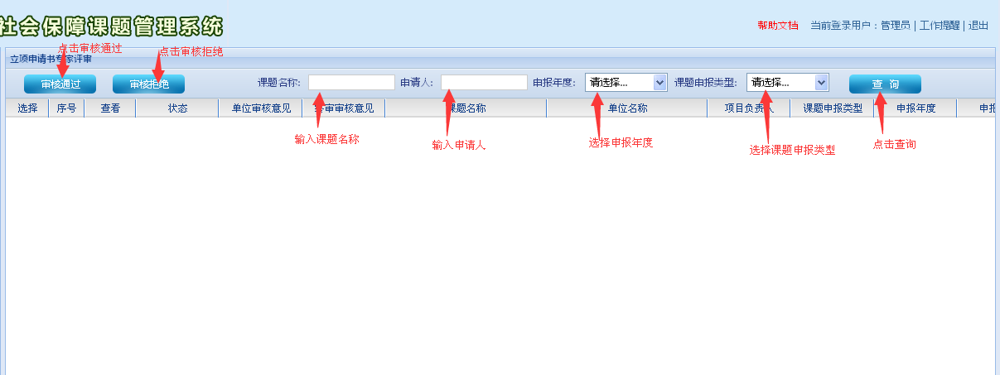 社会保障课题管理系统
帮助文档 当前登录用户：管理员 | 工作提醒 | 退出
点击审核通过 点击审核拒绝
立项申请书专家评审
审核通过 审核拒绝 课题名称: 申请人: 申报年度: 请选择... 课题申报类型: 请选择... 查 询
选择 序号 查看 状态 单位审核意见 终审审核意见 课题名称 单位名称 项目负责人 课题申报类型 申报年度 申报
输入课题名称 输入申请人 选择申报年度 选择课题申报类型 点击查询